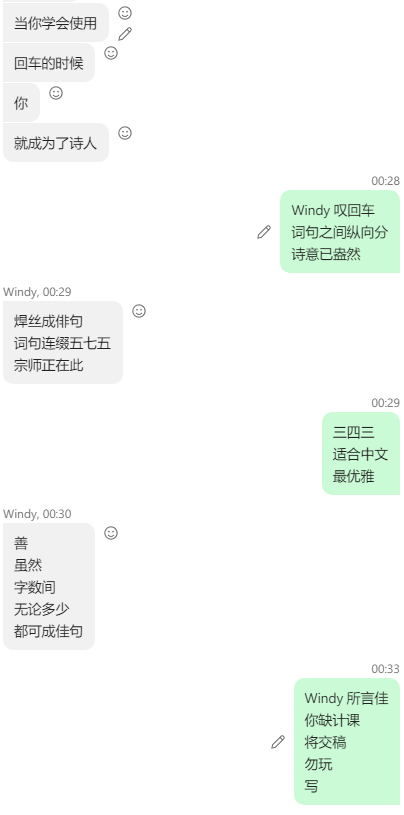 当你学会使用
回车的时候
你
就成为了诗人
00:28
Windy 叹回车
词句之间纵向分
诗意已盎然
Windy, 00:29
焊丝成俳句
词句连缀五七五
宗师正在此
00:29
三四三
适合中文
最优雅
Windy, 00:30
善
虽然
字数间
无论多少
都可成佳句
00:33
Windy 所言佳
你缺计课
将交稿
勿玩
写